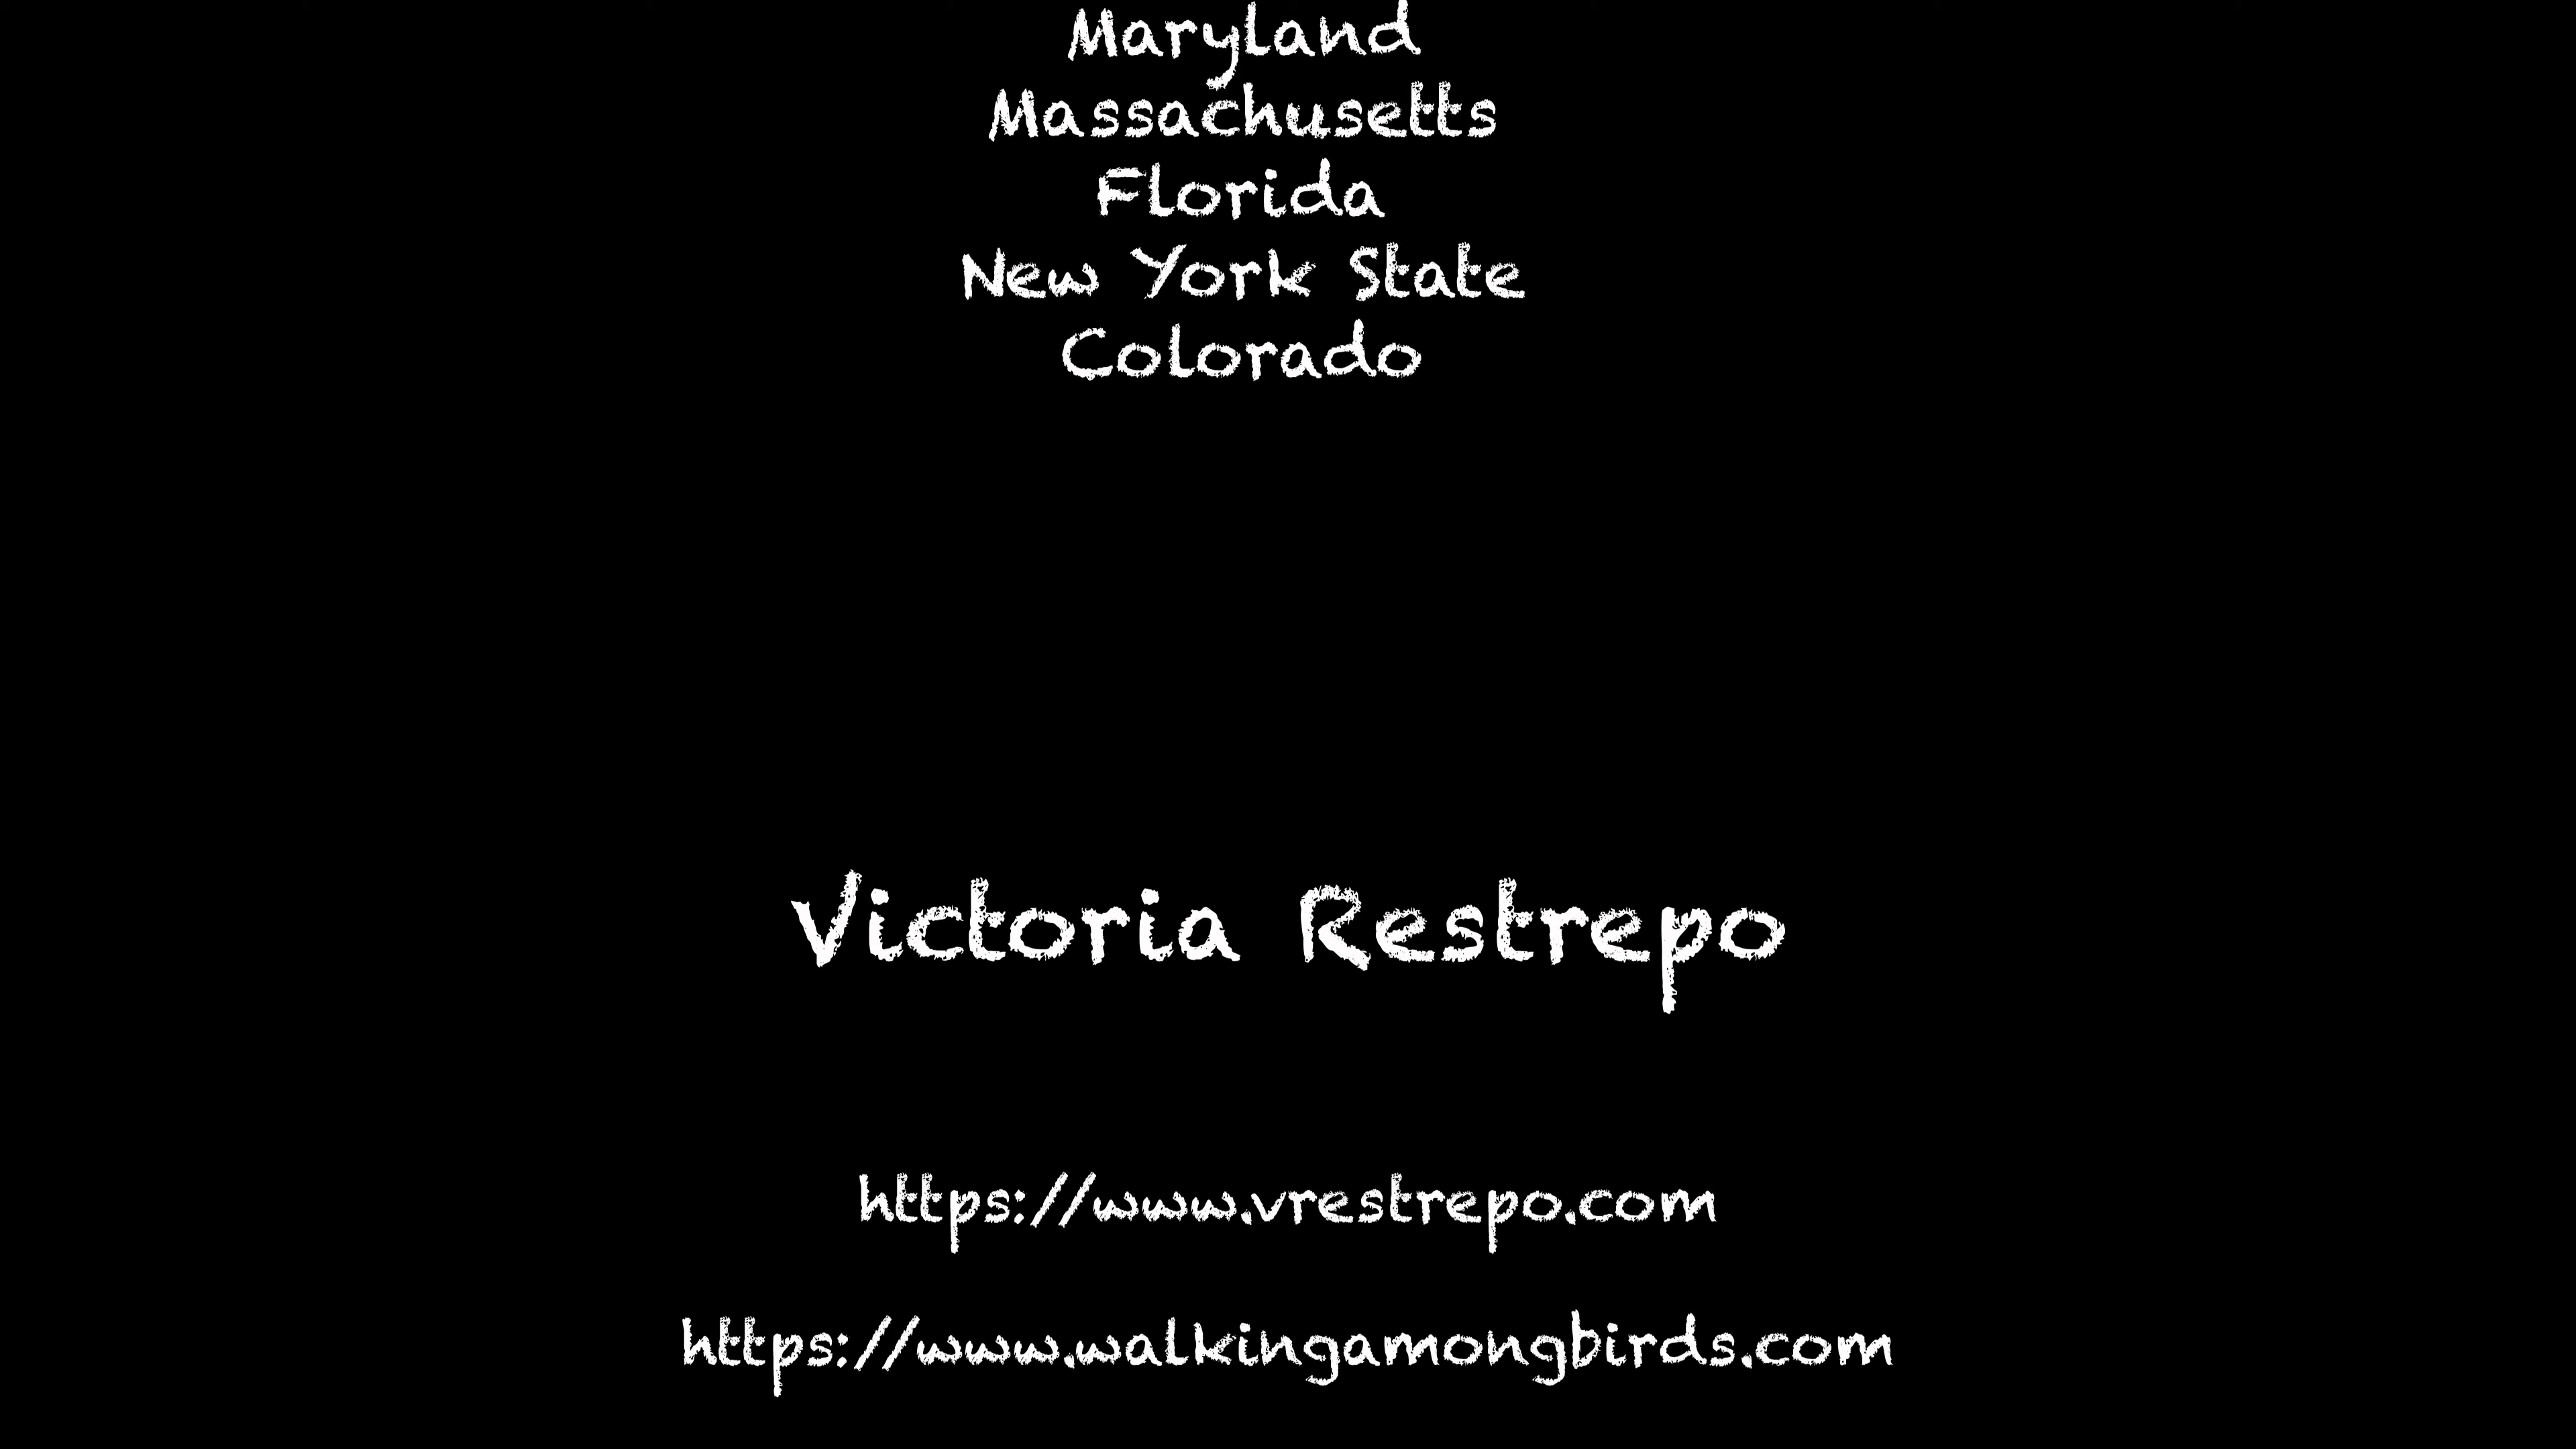 Maryland
Massachusetts
Florida
New York State
Colorado
Victoria Restrepo
https://www.vrestrepo.com
https://www.walkingamongbirds.com